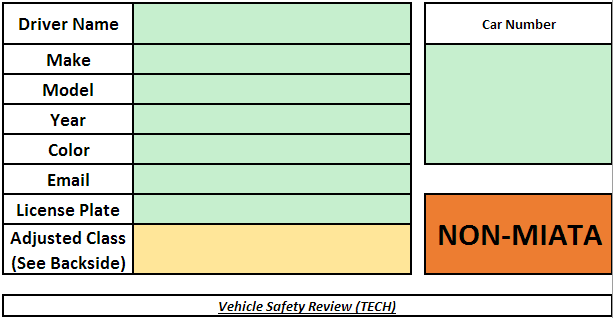 Driver Name
Car Number
Make
Model
Year
Color
Email
License Plate
NON-MIATA
Adjusted Class
(See Backside)
Vehicle Safety Review (TECH)